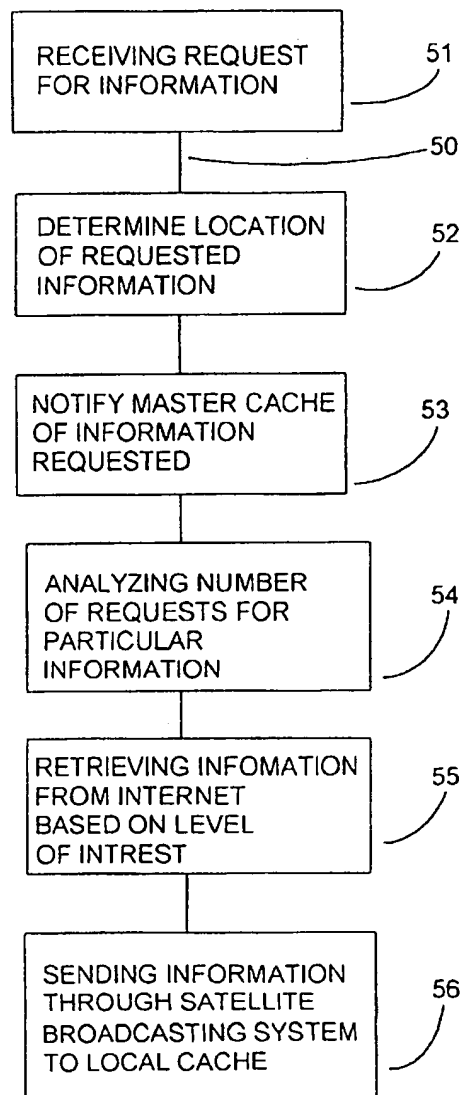 RECEIVING REQUEST
FOR INFORMATION
51
50
DETERMINE LOCATION
OF REQUESTED
INFORMATION
52
NOTIFY MASTER CACHE
OF INFORMATION
REQUESTED
53
ANALYZING NUMBER
OF REQUESTS FOR
PARTICULAR
INFORMATION
54
RETRIEVING INFOMATION
FROM INTERNET
BASED ON LEVEL
OF INTREST
55
SENDING INFORMATION
THROUGH SATELLITE
BROADCASTING SYSTEM
TO LOCAL CACHE
56